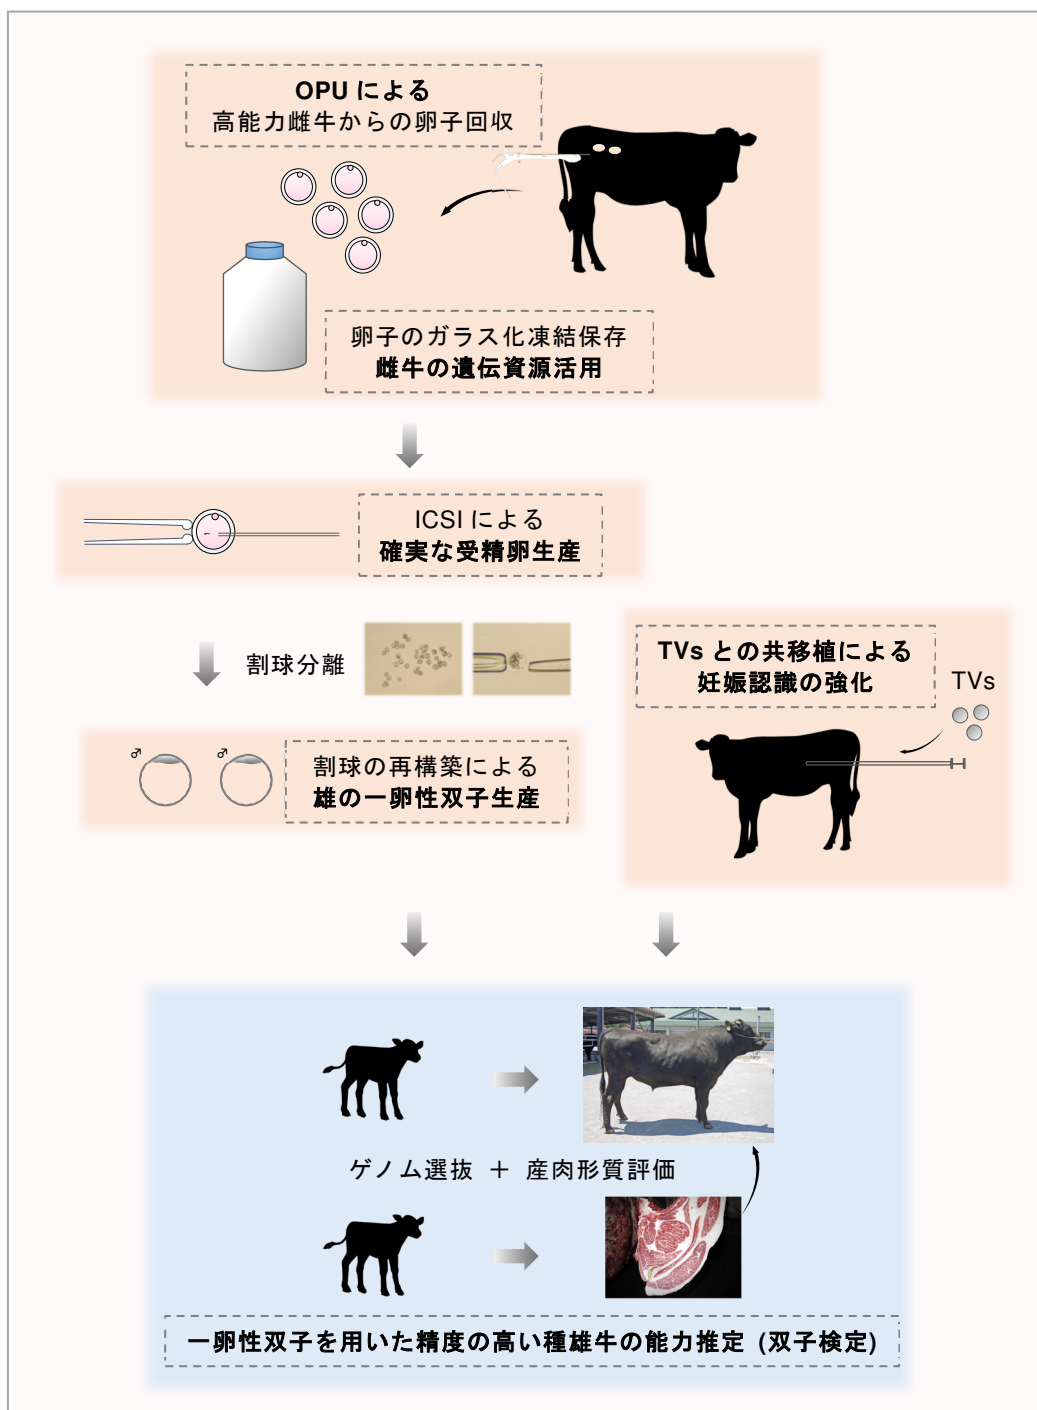 OPU による
高能力雌牛からの卵子回収
卵子のガラス化凍結保存
雌牛の遺伝資源活用
ICSI による
確実な受精卵生産
割球分離
TVs との共移植による
妊娠認識の強化
TVs
♂ ♂
割球の再構築による
雄の一卵性双子生産
ゲノム選抜 + 産肉形質評価
一卵性双子を用いた精度の高い種雄牛の能力推定 (双子検定)